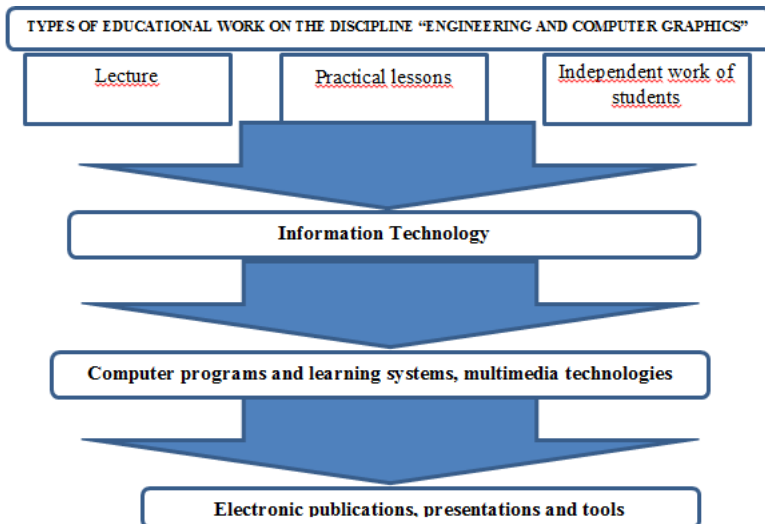 TYPES OF EDUCATIONAL WORK ON THE DISCIPLINE “ENGINEERING AND COMPUTER GRAPHICS”
Lecture
Practical lessons
Independent work of
students
Information Technology
Computer programs and learning systems, multimedia technologies
Electronic publications, presentations and tools